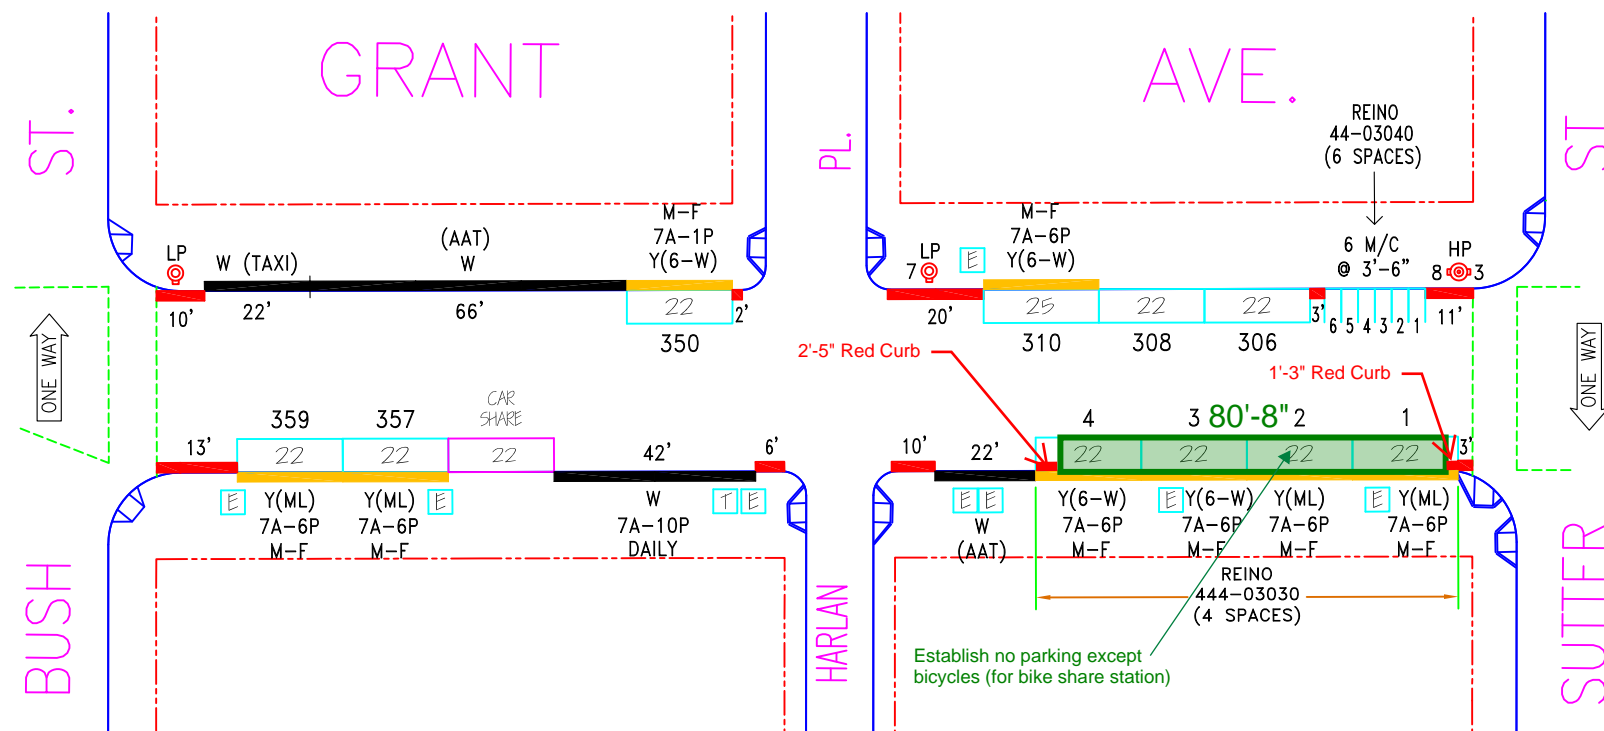 GRANT
AVE.
ST.
PL.
ST
REINO
44-03040
(6 SPACES)
M-F
7A-1P
Y(6-W)
(AAT)
W
W (TAXI)
LP
10'
22'
66'
22
2'
350
LP
7
E
M-F
7A-6P
Y(6-W)
6 M/C
@ 3'-6"
HP
8
3
20'
25
22
22
3'
6 5 4 3 2 1
11'
310
308
306
ONE WAY
ONE WAY
2'-5" Red Curb
1'-3" Red Curb
13'
359
357
CAR
SHARE
22
22
22
42'
6'
E
Y(ML)
7A-6P
M-F
Y(ML)
7A-6P
M-F
E
W
7A-10P
DAILY
T
E
10'
22'
4
3
80'-8"
2
1
3'
22
22
22
22
E
E
W
(AAT)
Y(6-W)
7A-6P
M-F
E
Y(6-W)
7A-6P
M-F
Y(ML)
7A-6P
M-F
E
Y(ML)
7A-6P
M-F
REINO
444-03030
(4 SPACES)
Establish no parking except
bicycles (for bike share station)
BUSH
HARLAN
SUTTER